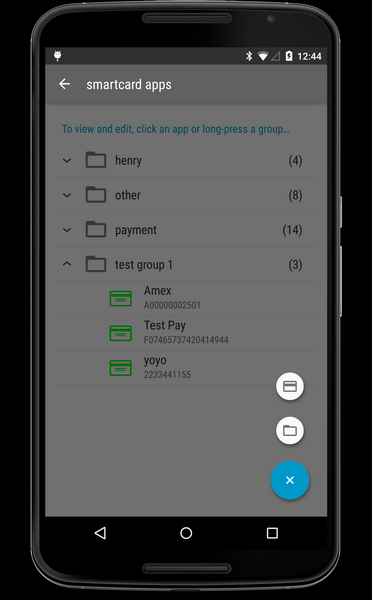 12:44
smartcard apps
To view and edit, click an app or long-press a group...
henry (4)
other (8)
payment (14)
test group 1 (3)
Amex
A00000002501
Test Pay
F07465737420414944
yoyo
2233441155